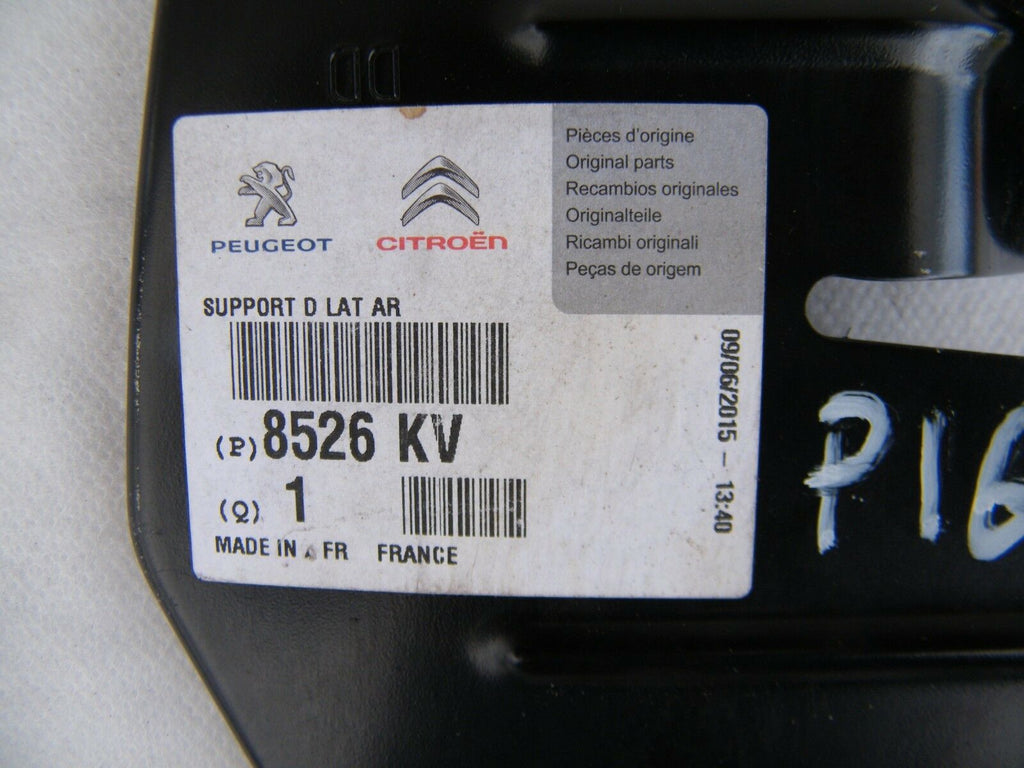 DD
PEUGEOT
CITROËN
Pièces d'origine
Original parts
Recambios originales
Originalteile
Ricambi originali
Peças de origem
SUPPORT D LAT AR
(P) 8526 KV
(Q) 1
MADE IN FR FRANCE
09/06/2015 - 13:40
P16